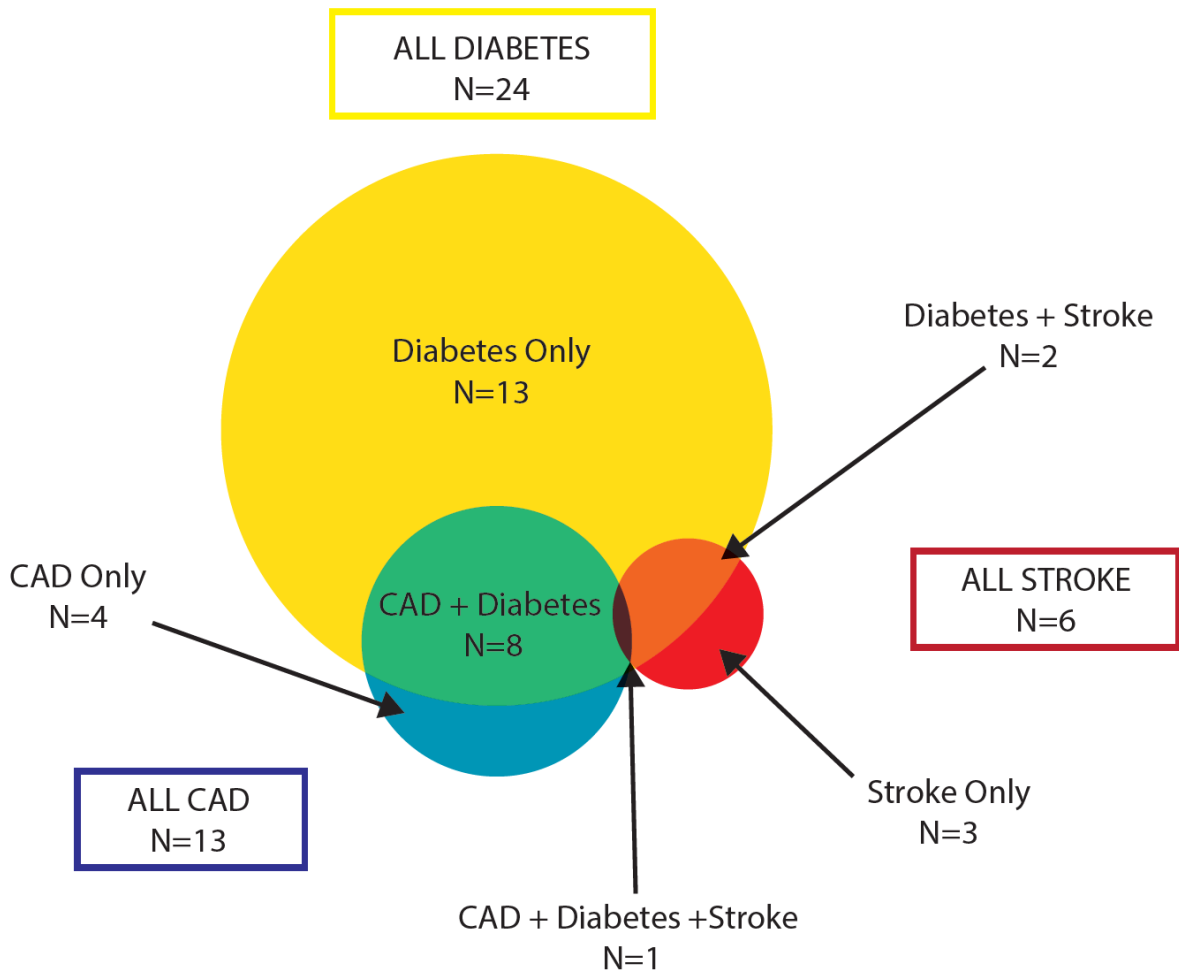 ALL DIABETES
N=24
Diabetes + Stroke
N=2
Diabetes Only
N=13
ALL STROKE
N=6
CAD Only
N=4
CAD + Diabetes
N=8
ALL CAD
N=13
Stroke Only
N=3
CAD + Diabetes +Stroke
N=1